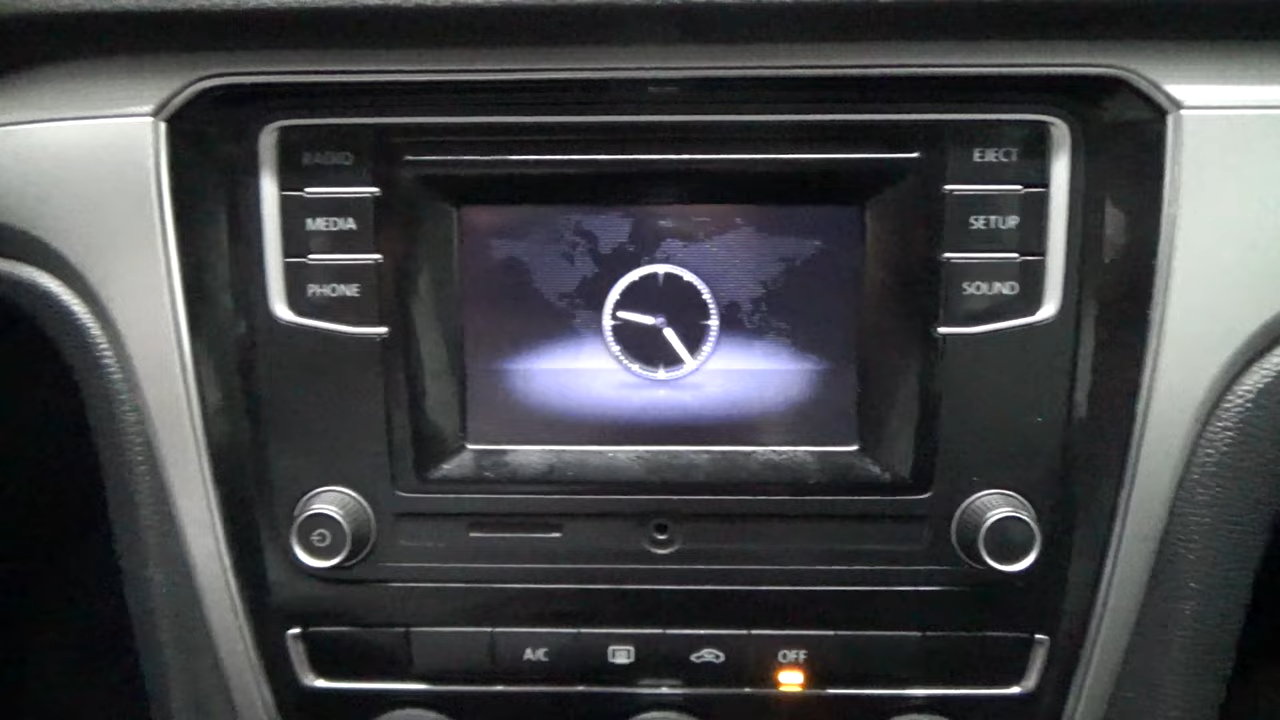 RADIO
MEDIA
PHONE
EJECT
SETUP
SOUND
A/C
OFF